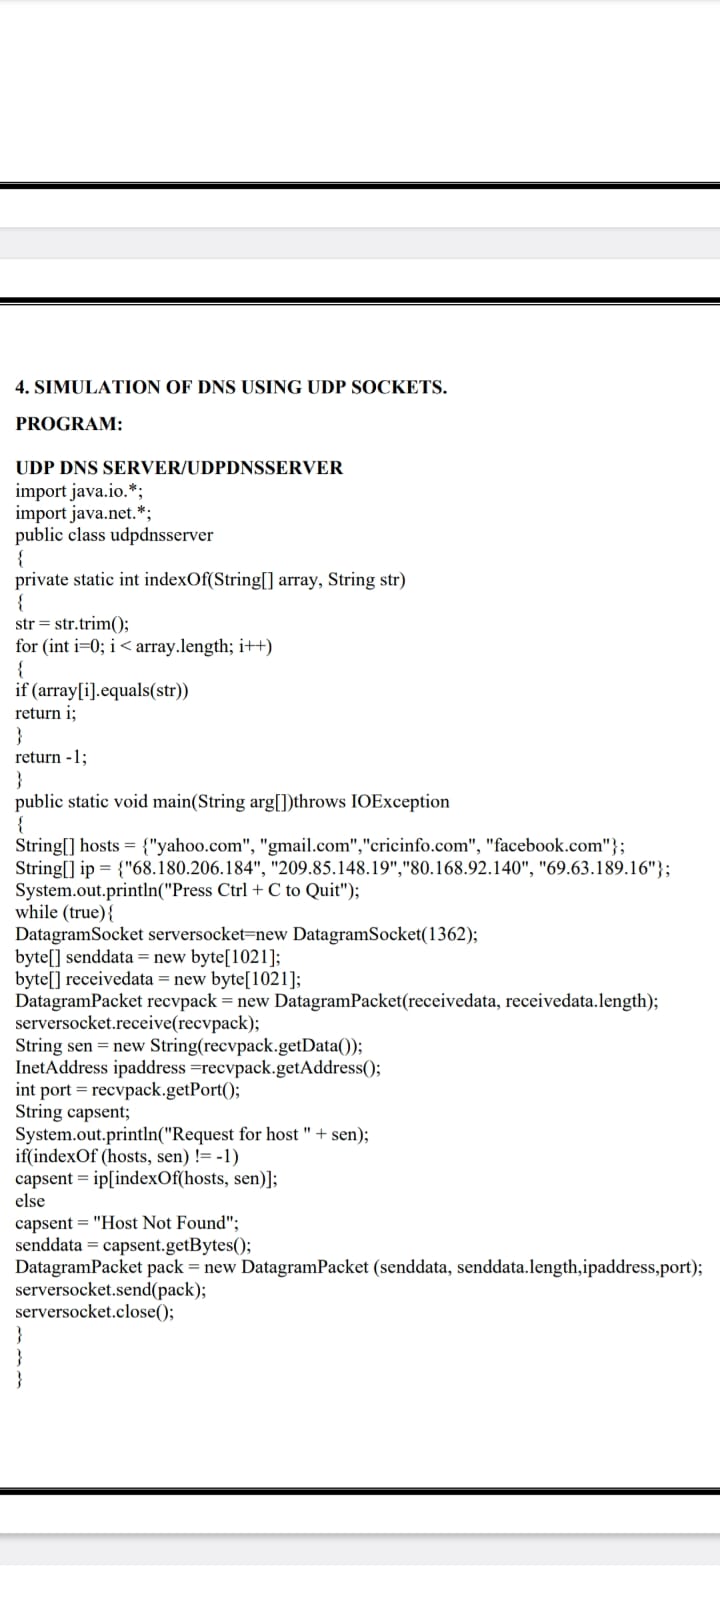 4. SIMULATION OF DNS USING UDP SOCKETS.
PROGRAM:
UDP DNS SERVER/UDPDNSSERVER
import java.io.*;
import java.net.*;
public class udpdnsserver
{
private static int indexOf(String[] array, String str)
{
str = str.trim();
for (int i=0; i < array.length; i++)
{
if (array[i].equals(str))
return i;
}
return -1;
}
public static void main(String arg[])throws IOException
{
String[] hosts = {"yahoo.com", "gmail.com","cricinfo.com", "facebook.com"};
String[] ip = {"68.180.206.184", "209.85.148.19","80.168.92.140", "69.63.189.16"};
System.out.println("Press Ctrl + C to Quit");
while (true){
DatagramSocket serversocket=new DatagramSocket(1362);
byte[] senddata = new byte[1021];
byte[] receivedata = new byte[1021];
DatagramPacket recvpack = new DatagramPacket(receivedata, receivedata.length);
serversocket.receive(recvpack);
String sen = new String(recvpack.getData());
InetAddress ipaddress =recvpack.getAddress();
int port = recvpack.getPort();
String capsent;
System.out.println("Request for host " + sen);
if(indexOf (hosts, sen) != -1)
capsent = ip[indexOf(hosts, sen)];
else
capsent = "Host Not Found";
senddata = capsent.getBytes();
DatagramPacket pack = new DatagramPacket (senddata, senddata.length,ipaddress,port);
serversocket.send(pack);
serversocket.close();
}
}
}